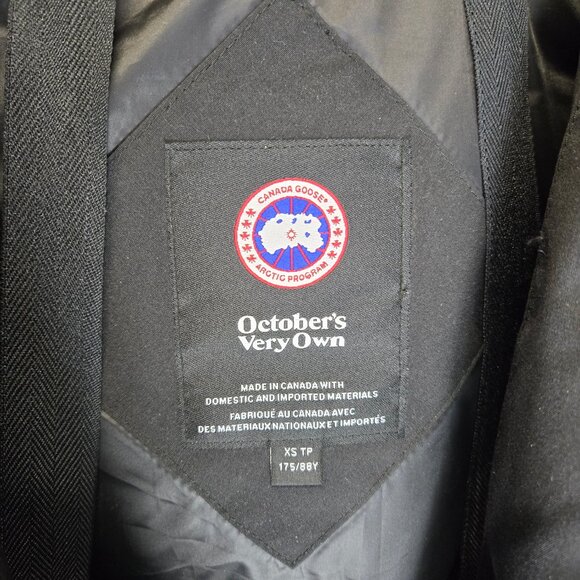 CANADA GOOSE®
ARCTIC PROGRAM
October's
Very Own
MADE IN CANADA WITH
DOMESTIC AND IMPORTED MATERIALS
FABRIQUÉ AU CANADA AVEC
DES MATERIAUX NATIONAUX ET IMPORTÉS
XS TP
175/88Y